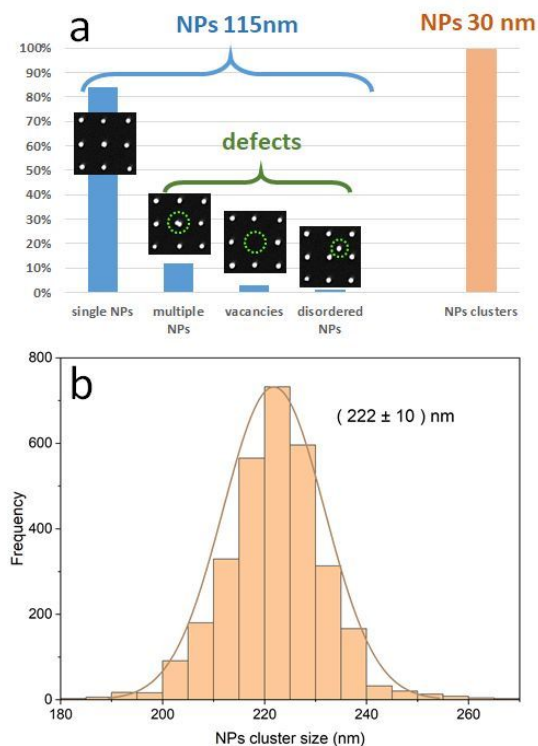 a
NPs 115nm
NPs 30 nm
defects
100%
90%
80%
70%
60%
50%
40%
30%
20%
10%
0%
single NPs
multiple
NPs
vacancies
disordered
NPs
NPs clusters
b
( 222 ± 10 ) nm
Frequency
800
600
400
200
0
180
200
220
240
260
NPs cluster size (nm)